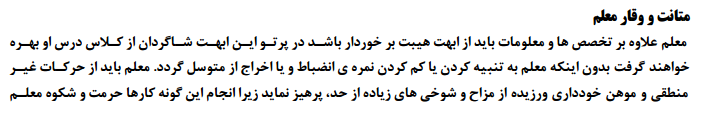 متانت و وقار معلم
معلم علاوه بر تخصص ها و معلومات باید از ابهت هیبت بر خوردار باشد در پرتو این ابهت شاگردان از کلاس درس او بهره
خواهند گرفت بدون اینکه معلم به تنبیه کردن یا کم کردن نمره ی انضباط و یا اخراج از متوسل گردد. معلم باید از حرکات غیر
منطقی و موهن خودداری ورزیده از مزاح و شوخی های زیاده از حد، پرهیز نماید زیرا انجام این گونه کارها حرمت و شکوه معلم